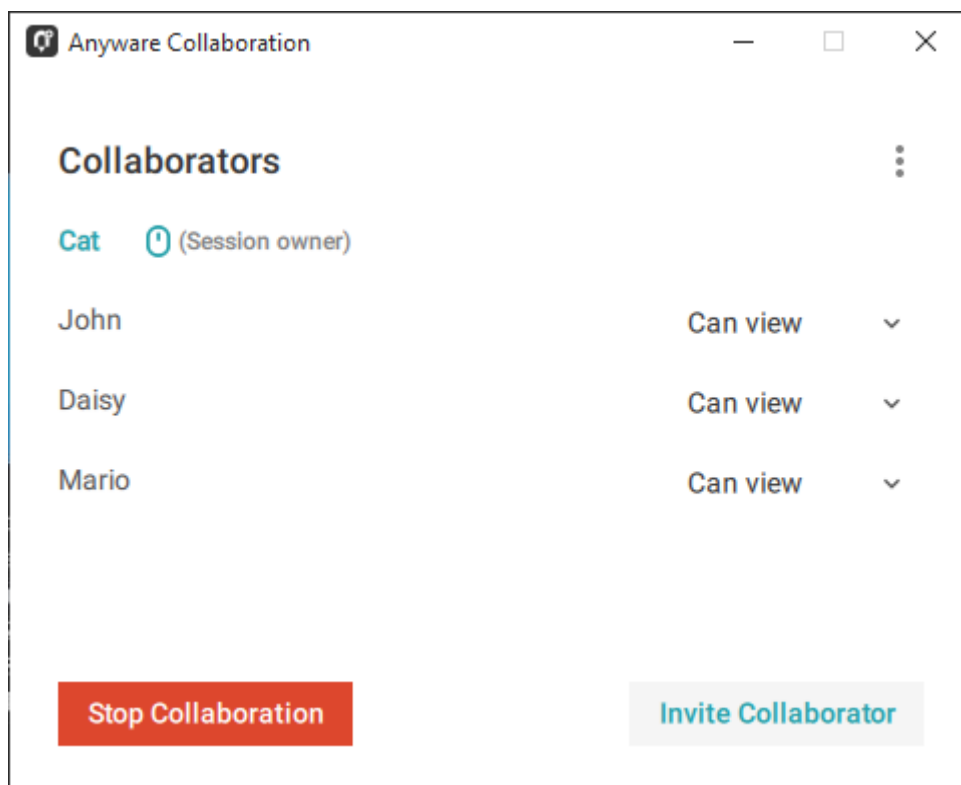 Anyware Collaboration
Collaborators
Cat (Session owner)
John Can view
Daisy Can view
Mario Can view
Stop Collaboration Invite Collaborator